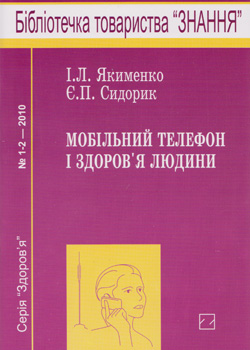 Бібліотечка товариства "ЗНАННЯ"
І.Л. Якименко
Є.П. Сидорик
МОБІЛЬНИЙ ТЕЛЕФОН
І ЗДОРОВ'Я ЛЮДИНИ
Серія "Здоров'я"
№ 1-2 — 2010